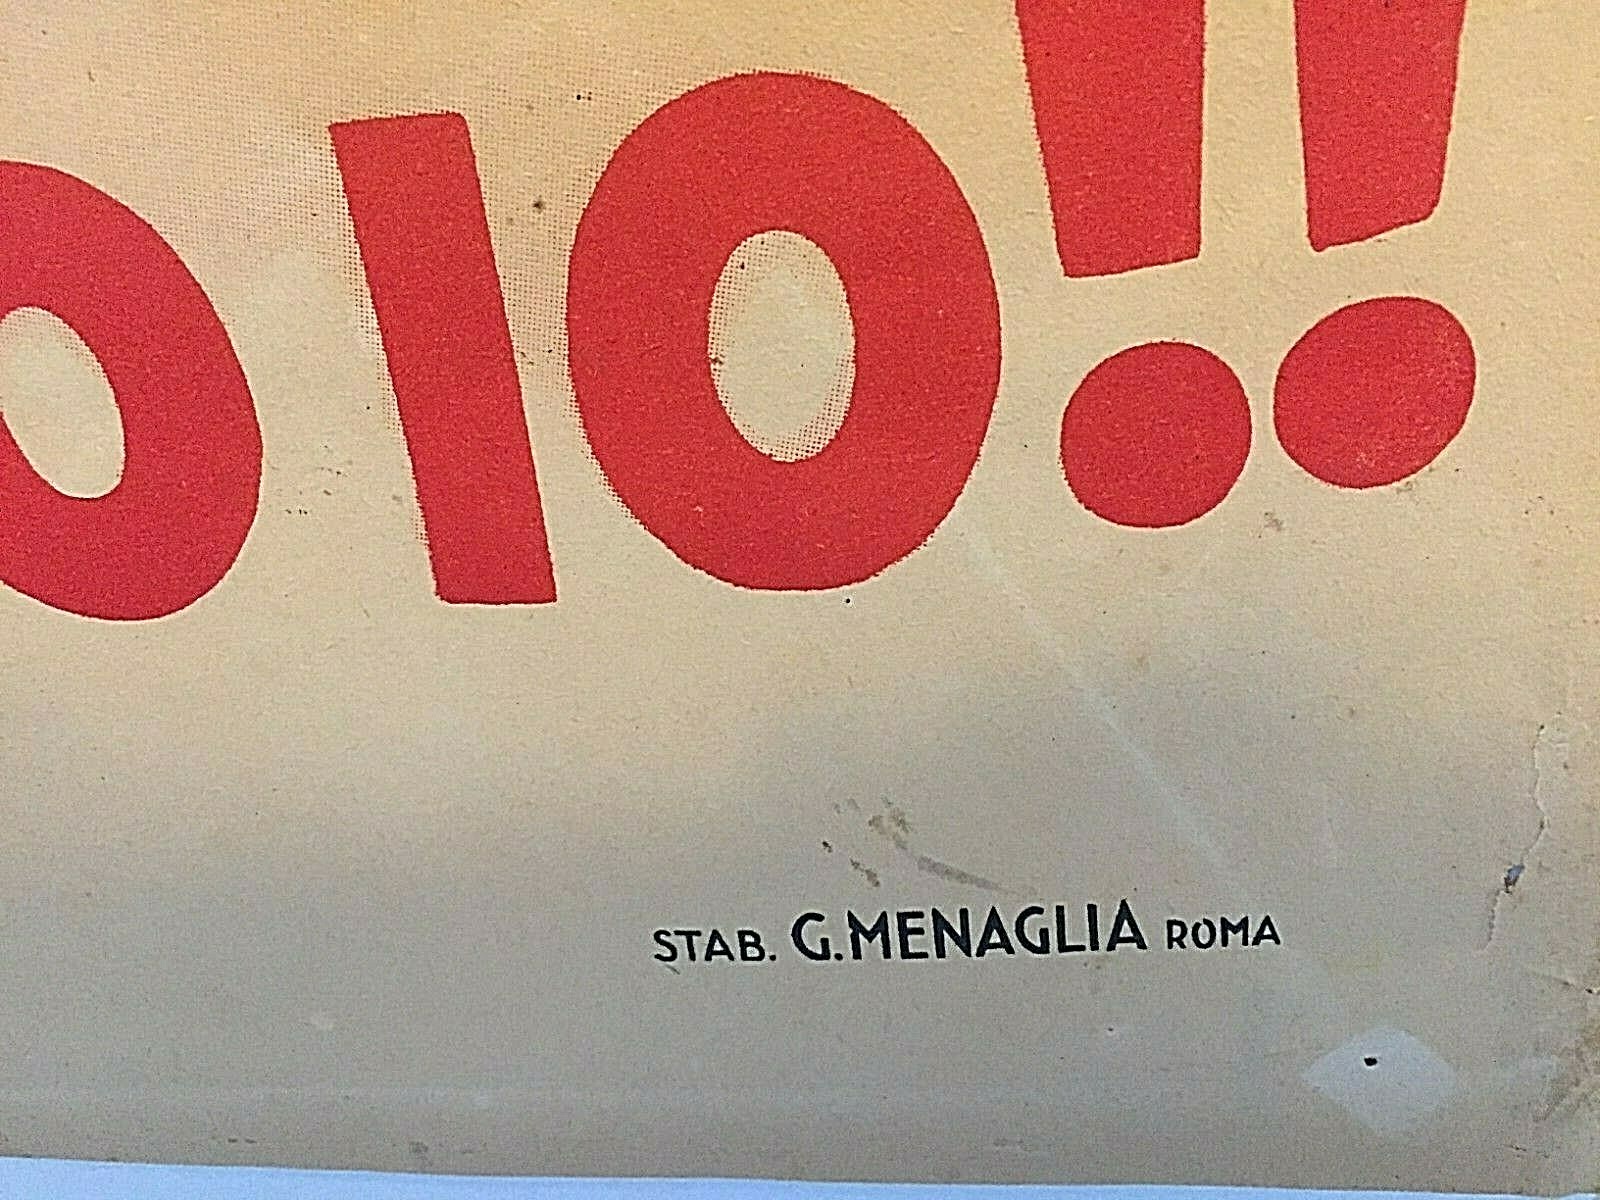 O IO!!
STAB. G. MENAGLIA ROMA